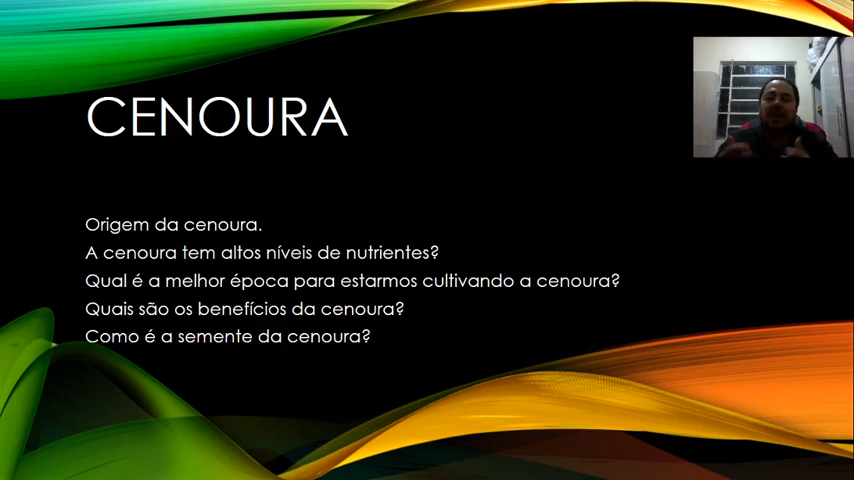 CENOURA
Origem da cenoura.
A cenoura tem altos níveis de nutrientes?
Qual é a melhor época para estarmos cultivando a cenoura?
Quais são os benefícios da cenoura?
Como é a semente da cenoura?